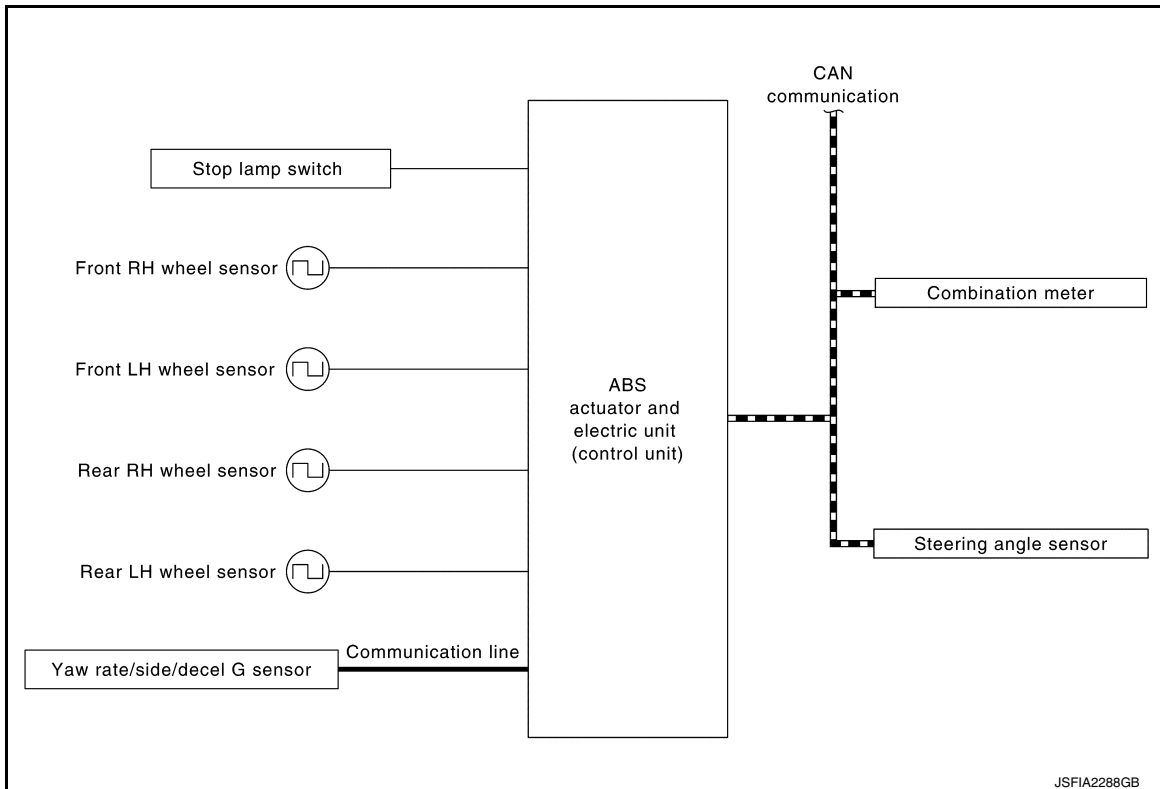 CAN
communication
Stop lamp switch
Front RH wheel sensor
Combination meter
Front LH wheel sensor
ABS
actuator and
electric unit
(control unit)
Rear RH wheel sensor
Steering angle sensor
Rear LH wheel sensor
Communication line
Yaw rate/side/decel G sensor
JSFIA2288GB